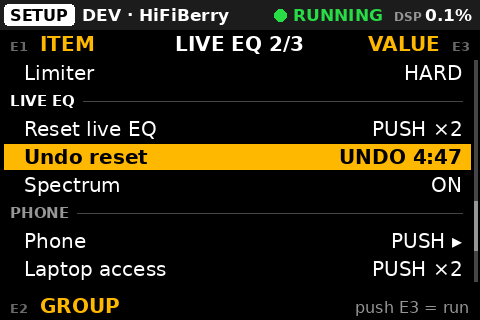 SETUP DEV · HiFiBerry ● RUNNING DSP 0.1%
E1 ITEM LIVE EQ 2/3 VALUE E3
Limiter HARD
LIVE EQ
Reset live EQ PUSH ×2
Undo reset UNDO 4:47
Spectrum ON
PHONE
Phone PUSH ▸
Laptop access PUSH ×2
E2 GROUP push E3 = run